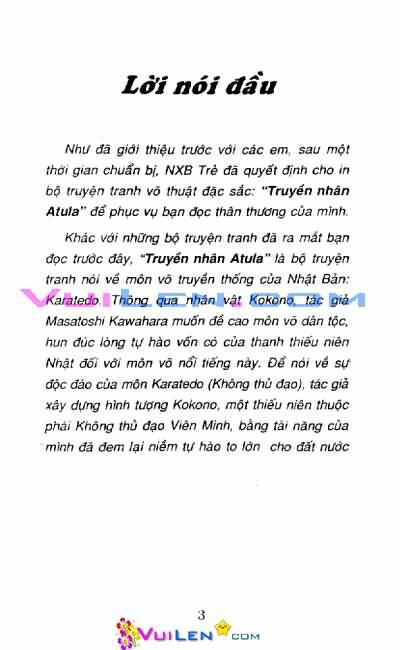 Lời nói đầu
Như đã giới thiệu trước với các em, sau một
thời gian chuẩn bị, NXB Trẻ đã quyết định cho in
bộ truyện tranh võ thuật đặc sắc: "Truyền nhân
Atula" để phục vụ bạn đọc thân thương của mình.
Khác với những bộ truyện tranh đã ra mắt bạn
đọc trước đây, "Truyền nhân Atula" là bộ truyện
tranh nói về môn võ truyền thống của Nhật Bản:
VUILEN.COM
Karatedo. Thông qua nhân vật Kokono, tác giả
Masatoshi Kawahara muốn đề cao môn võ dân tộc,
hun đúc lòng tự hào vốn có của thanh thiếu niên
Nhật đối với môn võ nổi tiếng này. Để nói về sự
độc đáo của môn Karatedo (Không thủ đạo), tác giả
xây dựng hình tượng Kokono, một thiếu niên thuộc
phái Không thủ đạo Viên Minh, bằng tài năng của
mình đã đem lại niềm tự hào to lớn cho đất nước
3
VUILEN.COM